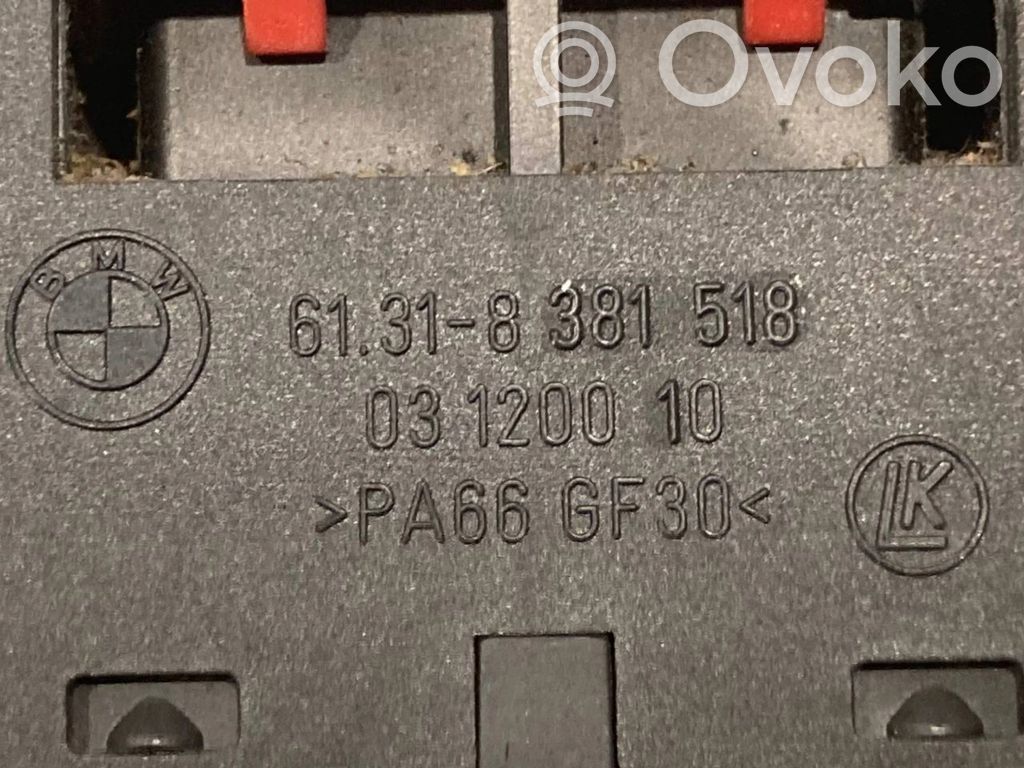 Ovoko
BMW
61.31-8 381 518
03 1200 10
>PA66 GF30<
LK